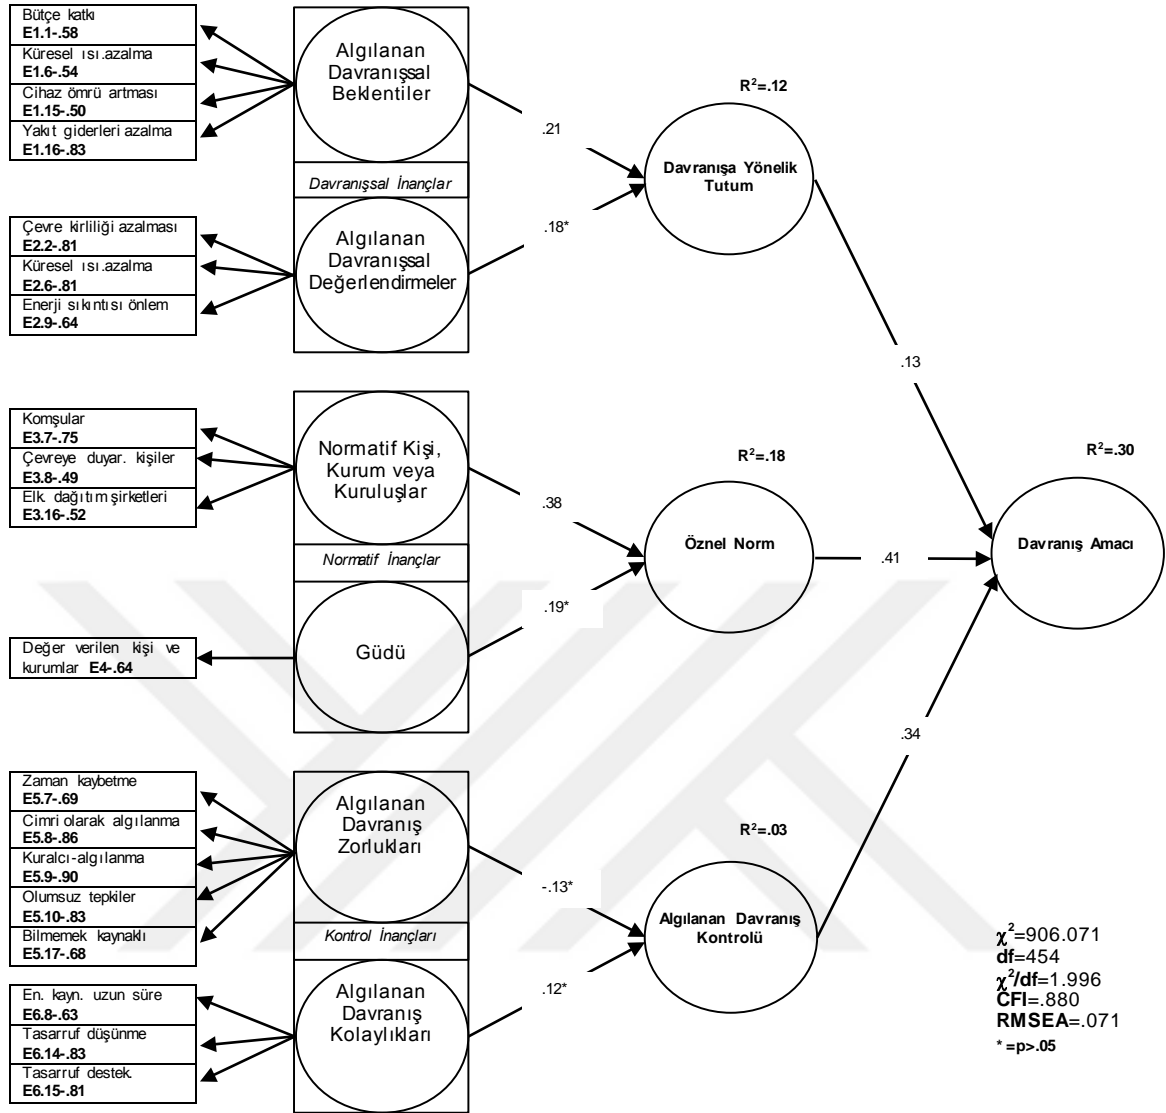 Bütçe katkı
E1.1-.58
Küresel ısı.azalma
E1.6-.54
Cihaz ömrü artması
E1.15-.50
Yakıt giderleri azalma
E1.16-.83
Algılanan
Davranışsal
Beklentiler
Davranışsal İnançlar
Çevre kirliliği azalması
E2.2-.81
Küresel ısı.azalma
E2.6-.81
Enerji sıkıntısı önlem
E2.9-.64
Algılanan
Davranışsal
Değerlendirmeler
.21
.18*
R²=.12
Davranışa Yönelik
Tutum
.13
Komşular
E3.7-.75
Çevreye duyar. kişiler
E3.8-.49
Elk. dağıtım şirketleri
E3.16-.52
Normatif Kişi,
Kurum veya
Kuruluşlar
Normatif İnançlar
Değer verilen kişi ve
kurumlar E4-.64
Güdü
.38
.19*
R²=.18
Öznel Norm
.41
R²=.30
Davranış Amacı
Zaman kaybetme
E5.7-.69
Cimri olarak algılanma
E5.8-.86
Kuralcı-algılanma
E5.9-.90
Olumsuz tepkiler
E5.10-.83
Bilmemek kaynaklı
E5.17-.68
Algılanan
Davranış
Zorlukları
Kontrol İnançları
En. kayn. uzun süre
E6.8-.63
Tasarruf düşünme
E6.14-.83
Tasarruf destek.
E6.15-.81
Algılanan
Davranış
Kolaylıkları
-.13*
.12*
R²=.03
Algılanan Davranış
Kontrolü
.34
χ²=906.071
df=454
χ²/df=1.996
CFI=.880
RMSEA=.071
* =p>.05